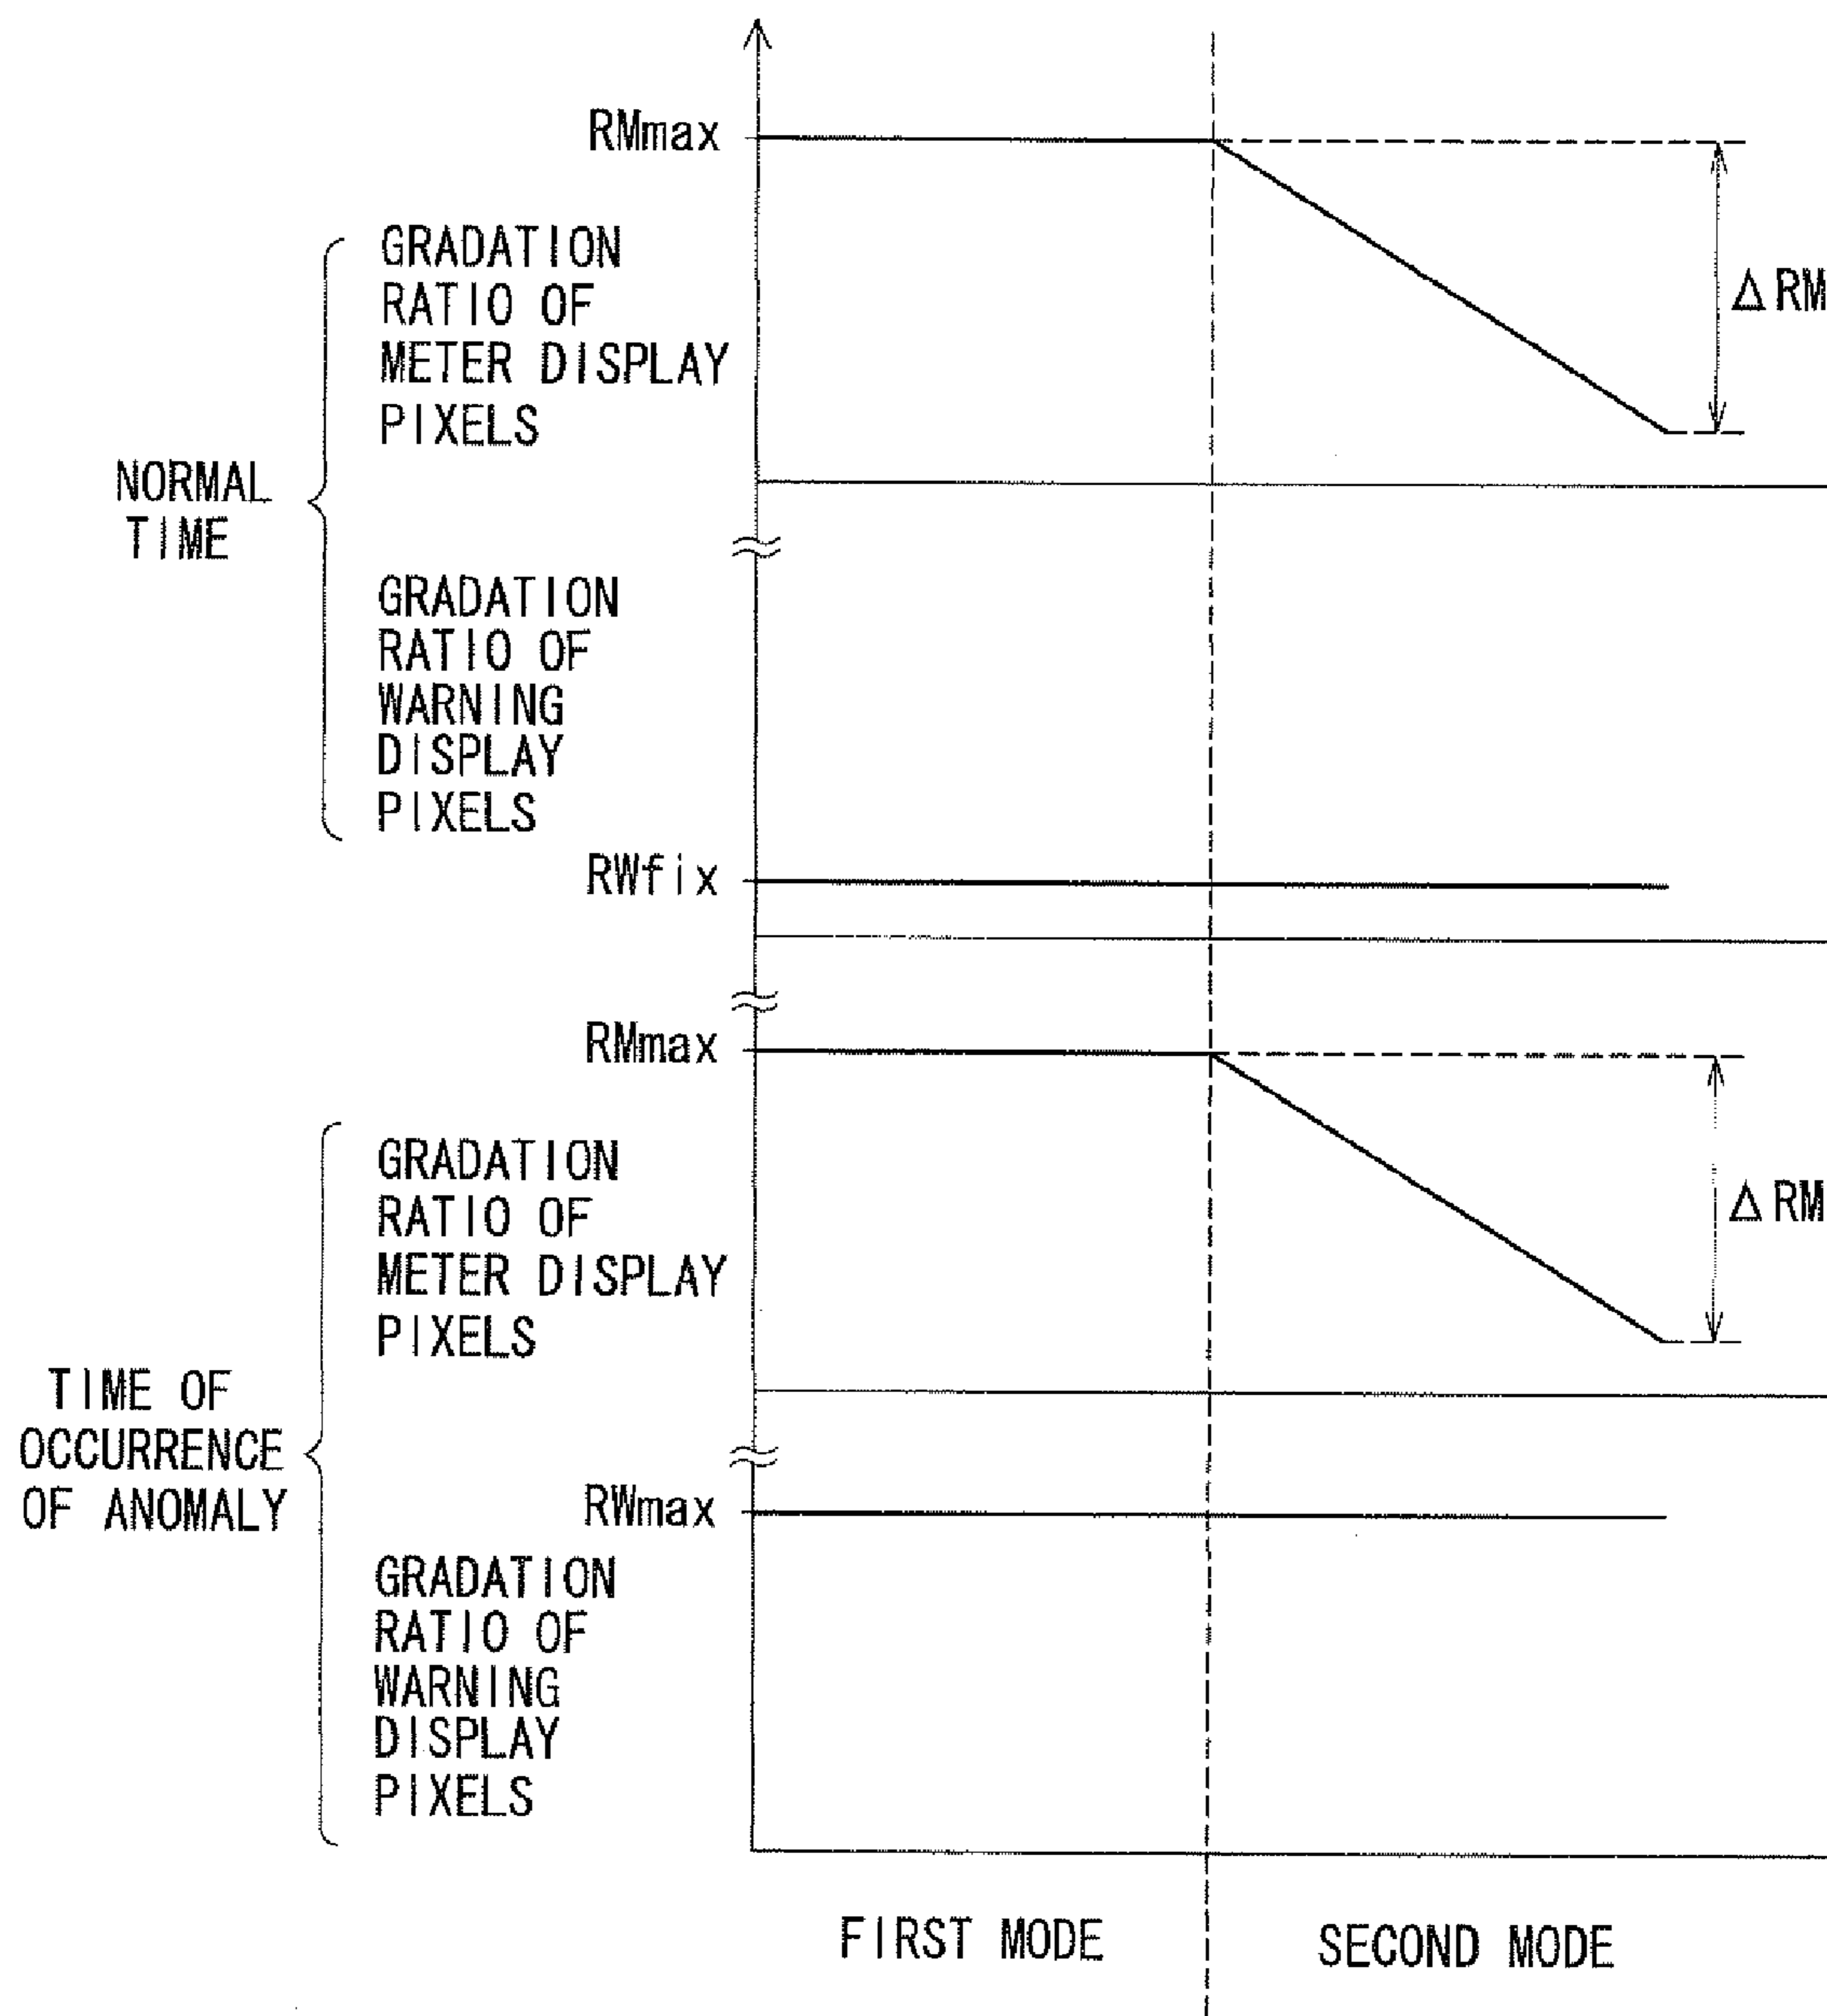 RMmax
GRADATION
RATIO OF
METER DISPLAY
PIXELS
ΔRM
NORMAL
TIME
GRADATION
RATIO OF
WARNING
DISPLAY
PIXELS
RWfix
RMmax
GRADATION
RATIO OF
METER DISPLAY
PIXELS
ΔRM
TIME OF
OCCURRENCE
OF ANOMALY
RWmax
GRADATION
RATIO OF
WARNING
DISPLAY
PIXELS
FIRST MODE
SECOND MODE